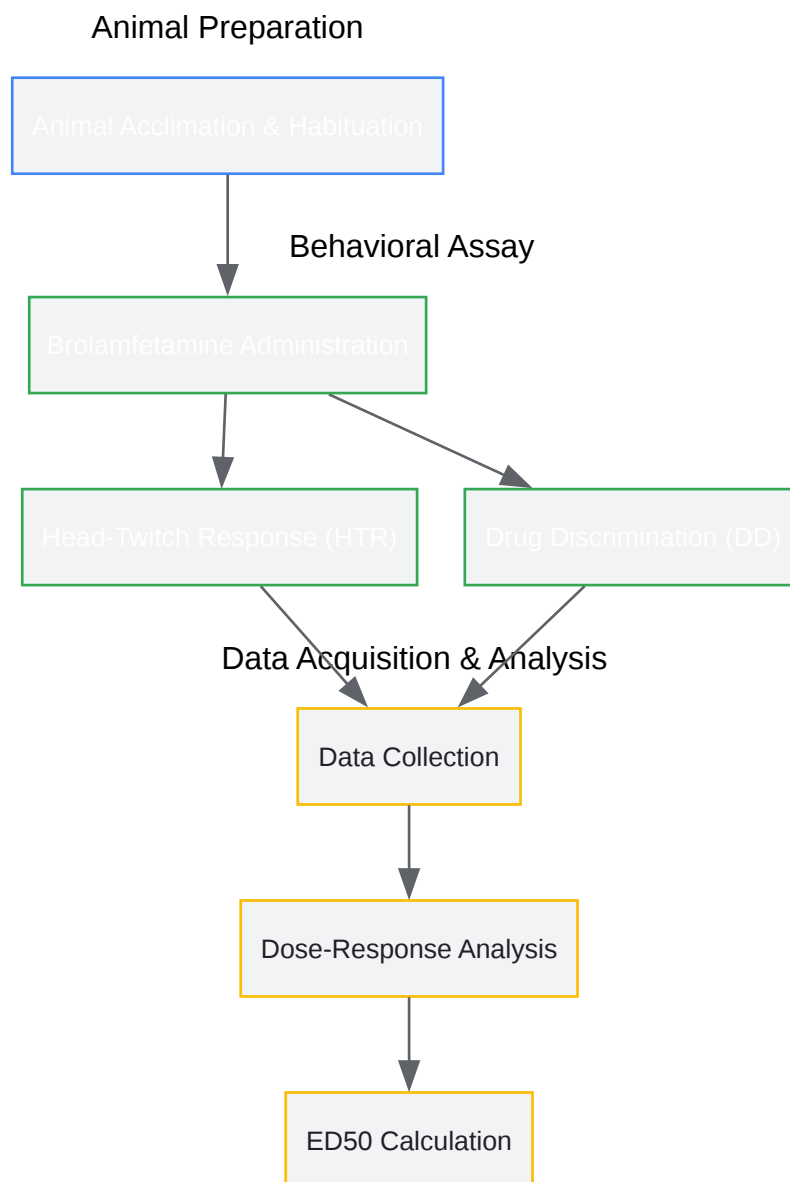 Animal Preparation
Animal Acclimation & Habituation
Behavioral Assay
Brolamfetamine Administration
Head-Twitch Response (HTR)
Drug Discrimination (DD)
Data Acquisition & Analysis
Data Collection
Dose-Response Analysis
ED50 Calculation